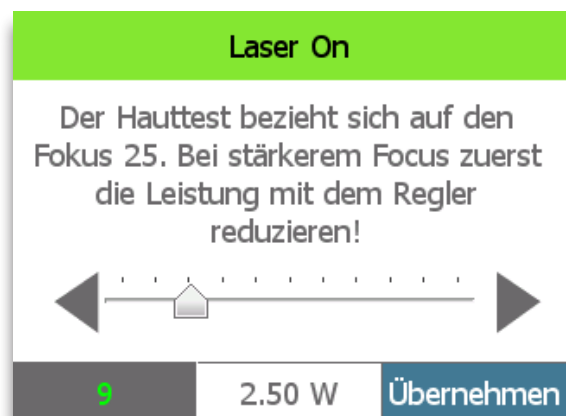 Laser On
Der Hauttest bezieht sich auf den
Fokus 25. Bei stärkerem Focus zuerst
die Leistung mit dem Regler
reduzieren!
9
2.50 W
Übernehmen